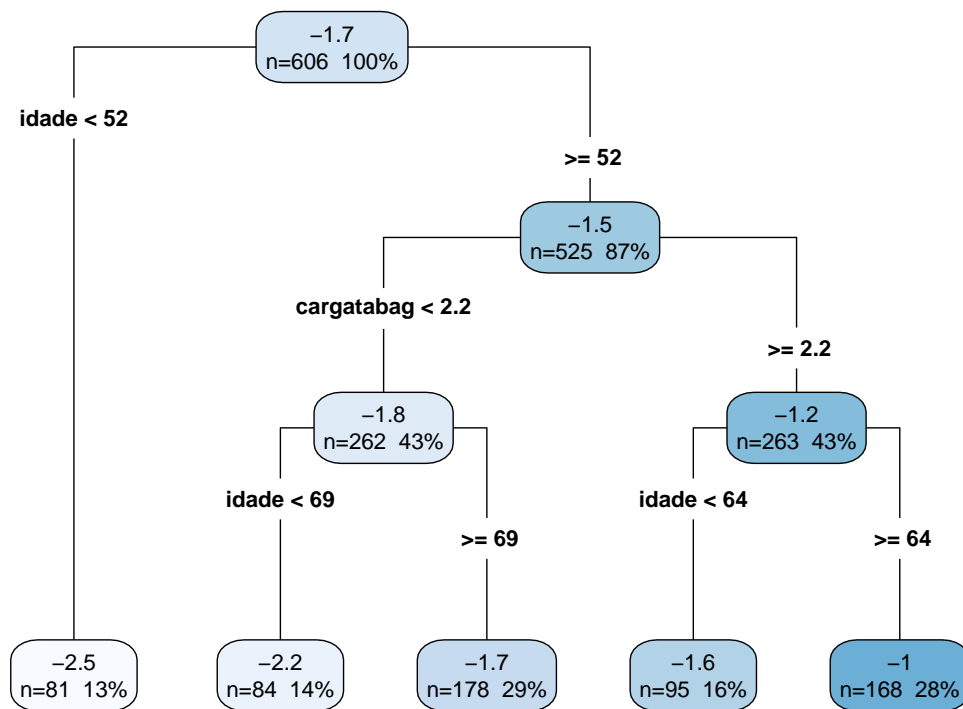 −1.7
n=606 100%
idade < 52
>= 52
−1.5
n=525 87%
cargatabag < 2.2
>= 2.2
−1.8
n=262 43%
−1.2
n=263 43%
idade < 69
>= 69
idade < 64
>= 64
−2.5
n=81 13%
−2.2
n=84 14%
−1.7
n=178 29%
−1.6
n=95 16%
−1
n=168 28%